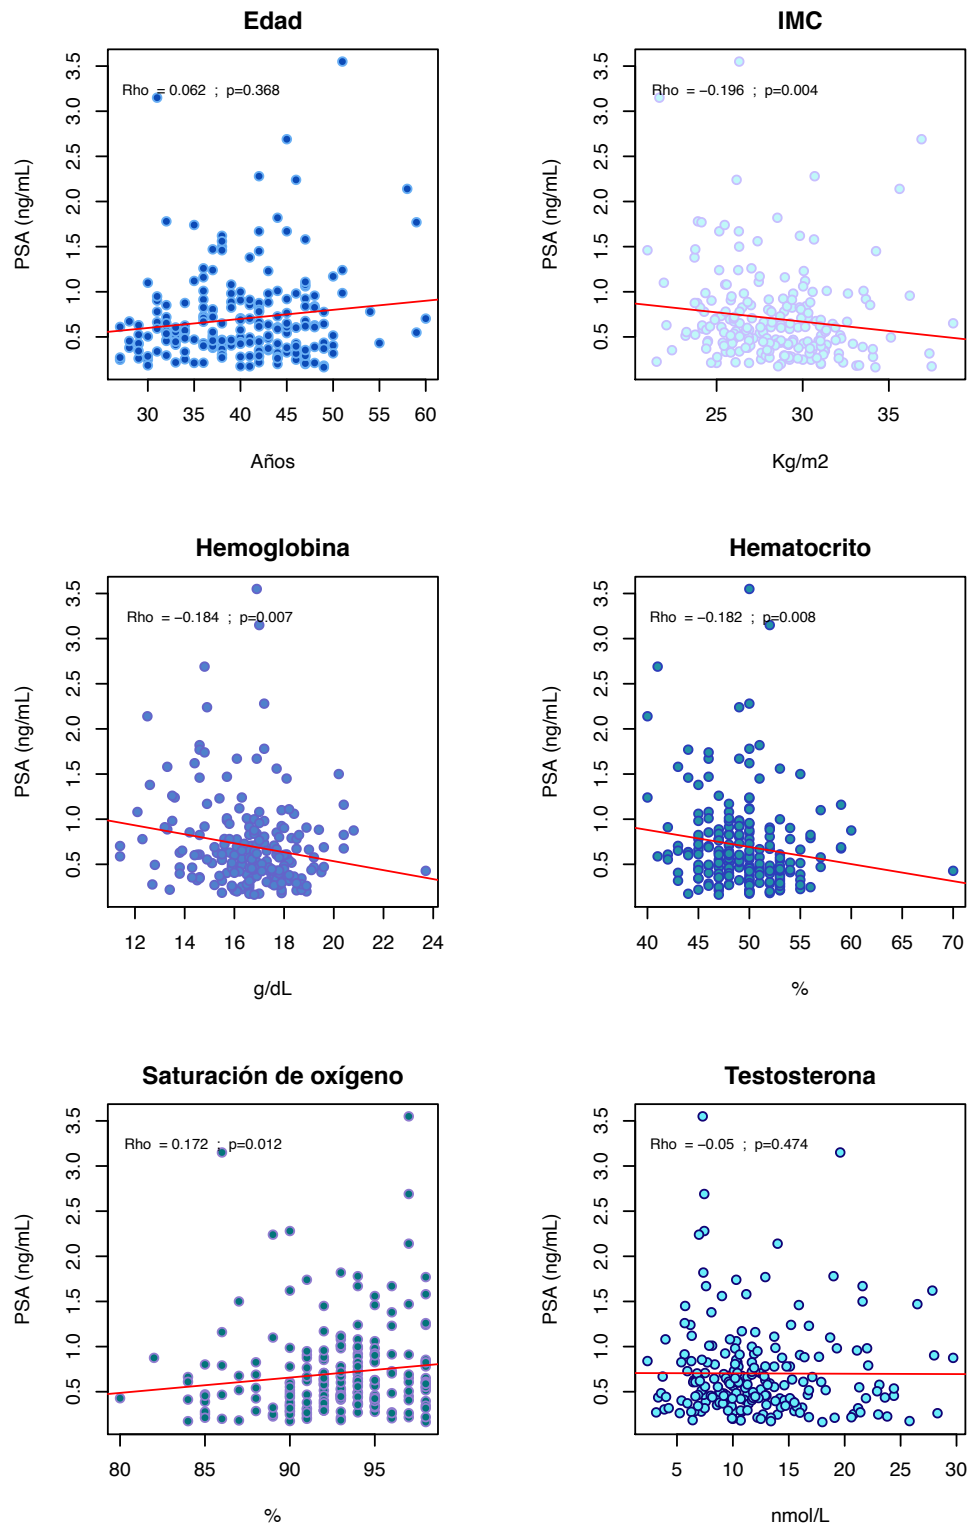 Edad
Rho = 0.062 ; p=0.368
PSA (ng/mL)
0.5 1.0 1.5 2.0 2.5 3.0 3.5
30 35 40 45 50 55 60
Años
IMC
Rho = −0.196 ; p=0.004
PSA (ng/mL)
0.5 1.0 1.5 2.0 2.5 3.0 3.5
25 30 35
Kg/m2
Hemoglobina
Rho = −0.184 ; p=0.007
PSA (ng/mL)
0.5 1.0 1.5 2.0 2.5 3.0 3.5
12 14 16 18 20 22 24
g/dL
Hematocrito
Rho = −0.182 ; p=0.008
PSA (ng/mL)
0.5 1.0 1.5 2.0 2.5 3.0 3.5
40 45 50 55 60 65 70
%
Saturación de oxígeno
Rho = 0.172 ; p=0.012
PSA (ng/mL)
0.5 1.0 1.5 2.0 2.5 3.0 3.5
80 85 90 95
%
Testosterona
Rho = −0.05 ; p=0.474
PSA (ng/mL)
0.5 1.0 1.5 2.0 2.5 3.0 3.5
5 10 15 20 25 30
nmol/L